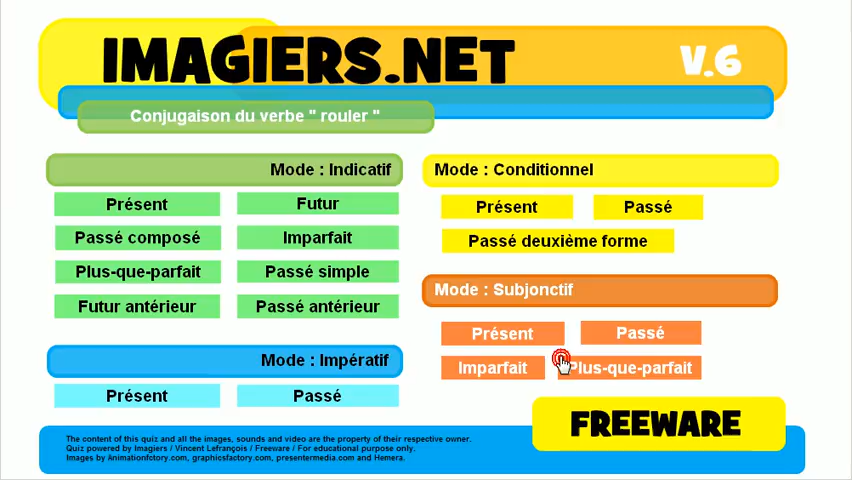 IMAGIERS.NET
V.6
Conjugaison du verbe " rouler "
Mode : Indicatif
Présent
Futur
Passé composé
Imparfait
Plus-que-parfait
Passé simple
Futur antérieur
Passé antérieur
Mode : Impératif
Présent
Passé
Mode : Conditionnel
Présent
Passé
Passé deuxième forme
Mode : Subjonctif
Présent
Passé
Imparfait
Plus-que-parfait
FREEWARE
The content of this quiz and all the images, sounds and video are the property of their respective owner.
Quiz powered by Imagiers / Vincent Lefrançois / Freeware / For educational purpose only.
Images by Animationfctory.com, graphicsfactory.com, presentermedia.com and Hemera.